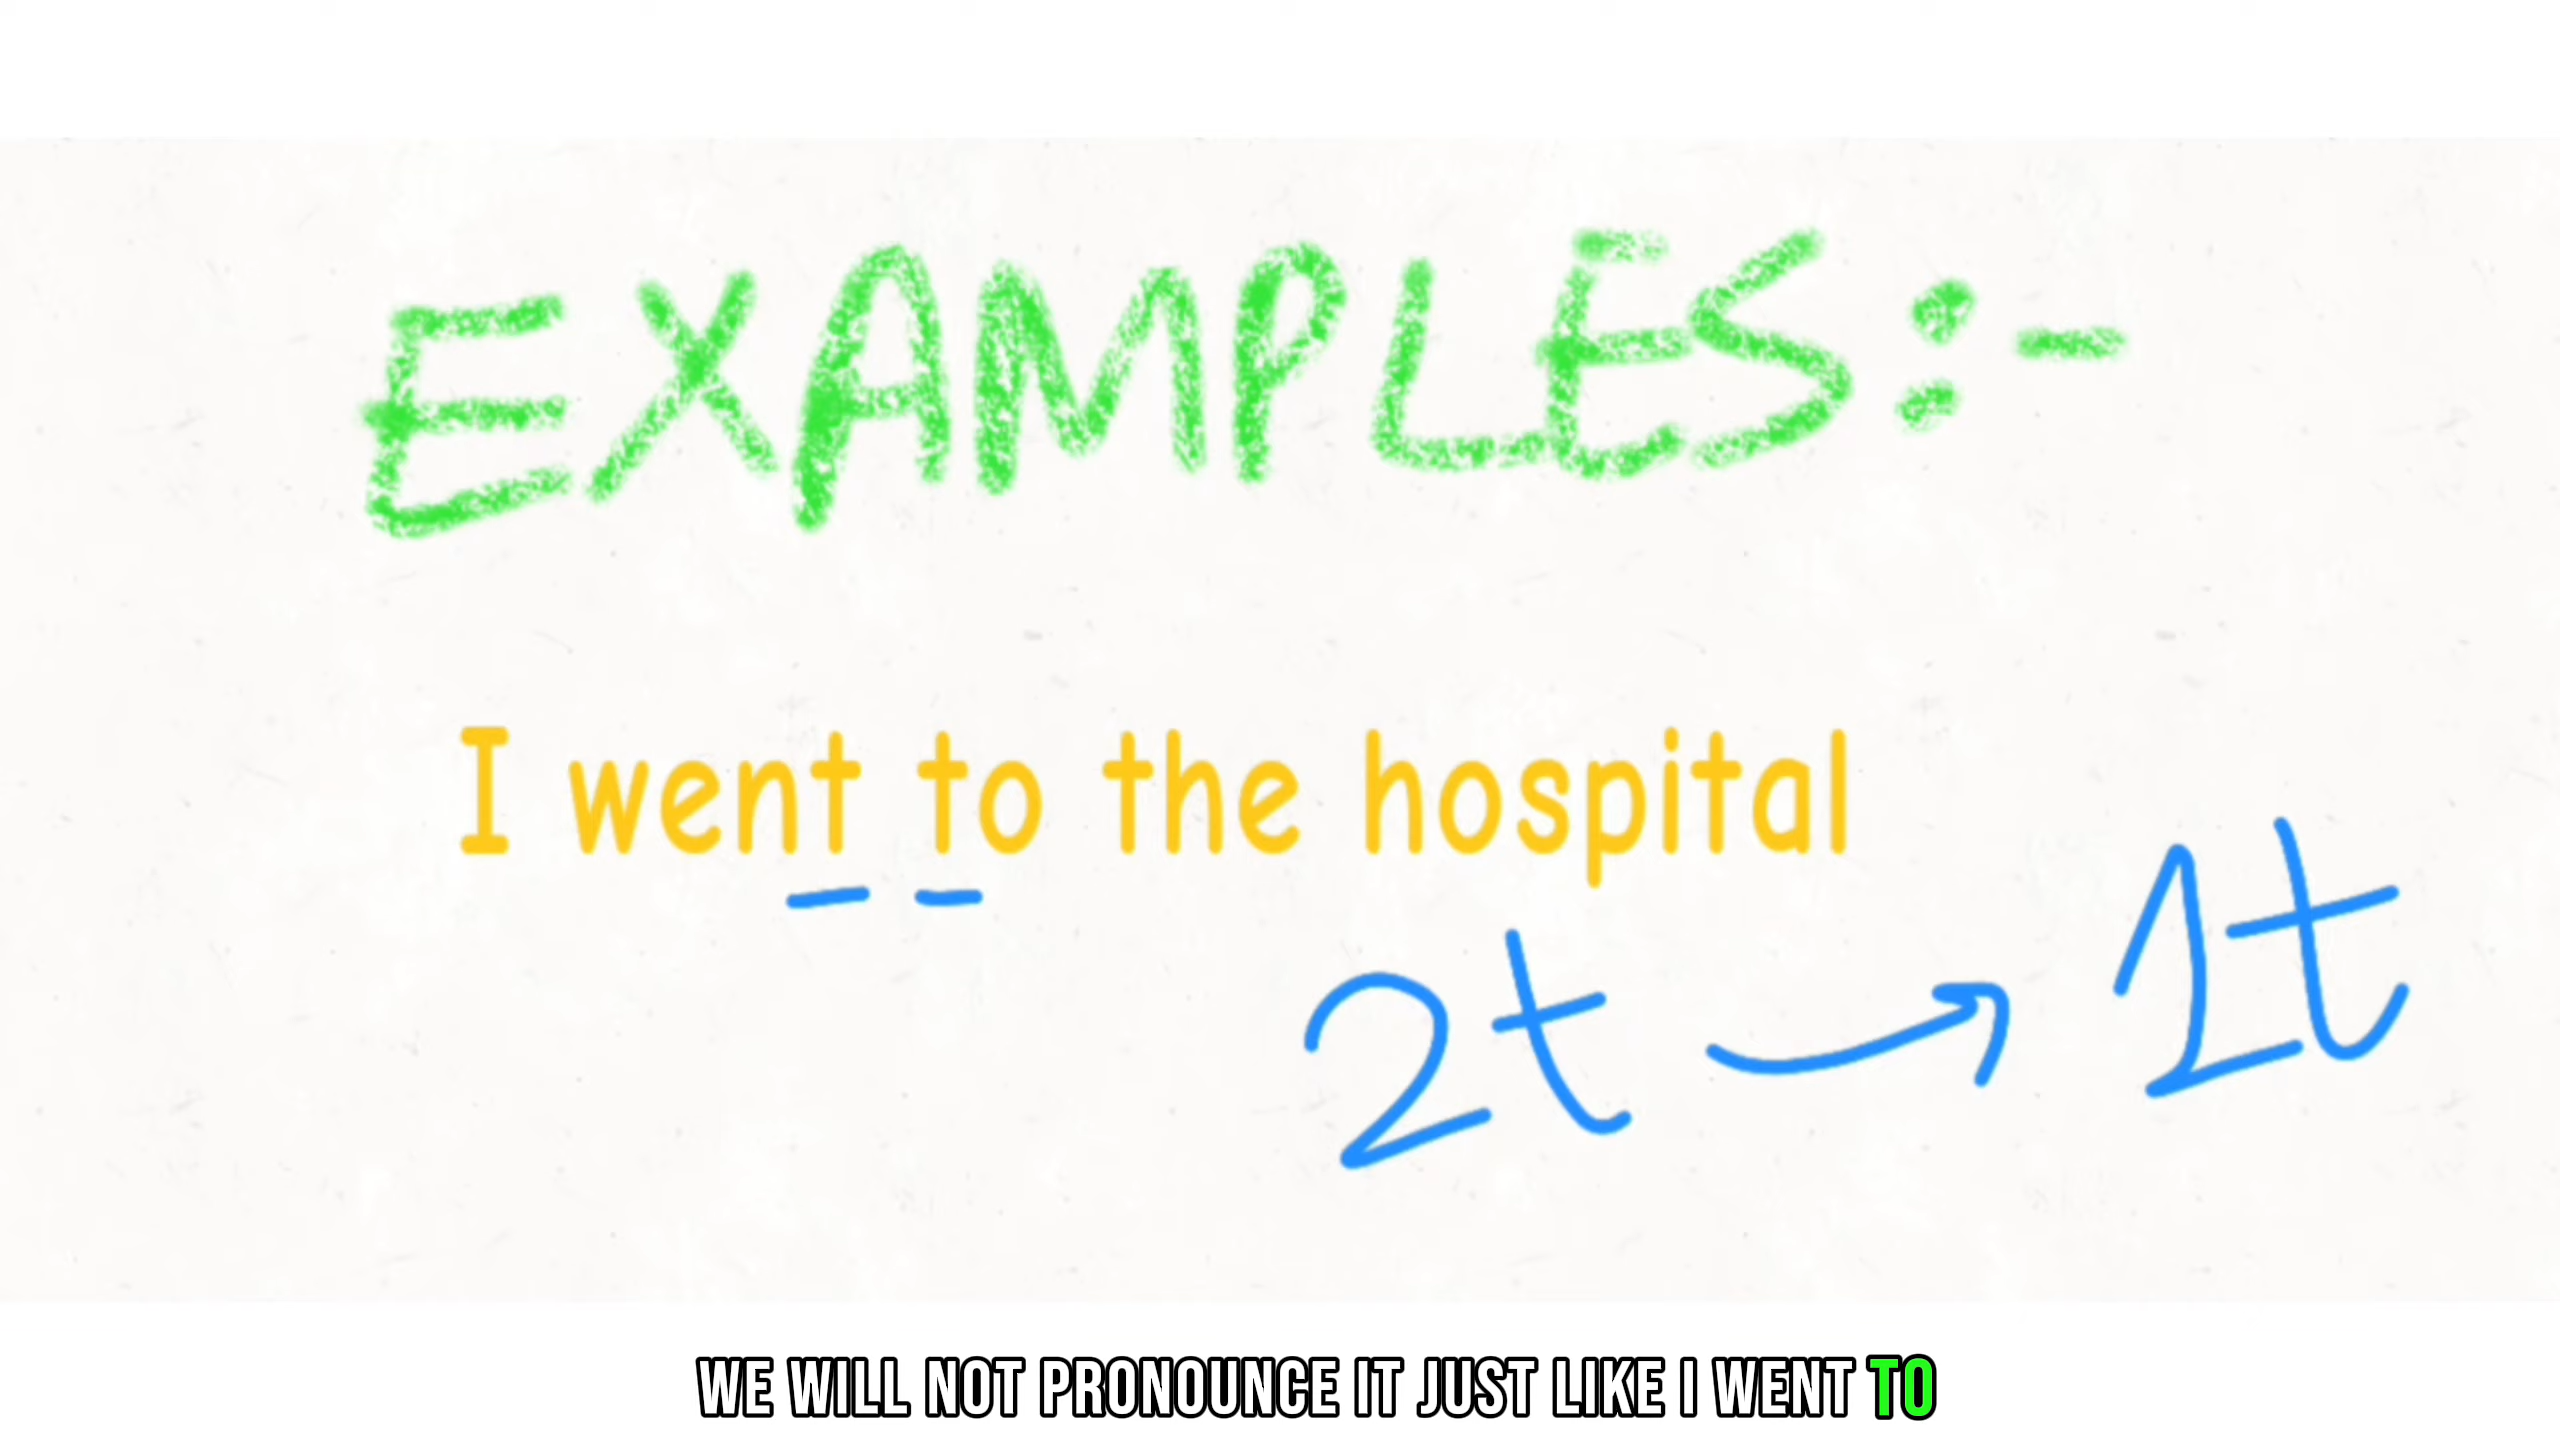 EXAMPLES:-
I went to the hospital
2t → 1t
WE WILL NOT PRONOUNCE IT JUST LIKE I WENT TO